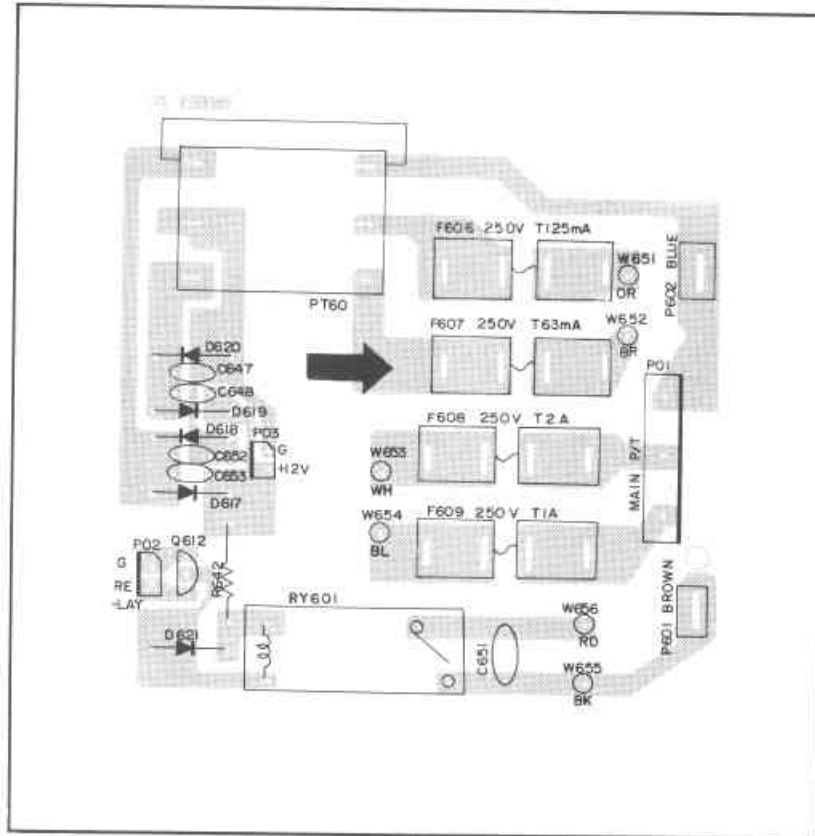 F606 250V T125mA
W651
OR
P602 BLUE
PT60
F607 250V T63mA
W652
BR
D620
C647
C648
D619
P01
MAIN P/T
D618
P03
G
+12V
C652
C653
D617
F608 250V T2A
W653
WH
F609 250V T1A
W654
BL
P02
G
RE
-LAY
Q612
R642
RY601
D621
C651
W656
RD
W655
BK
P601 BROWN